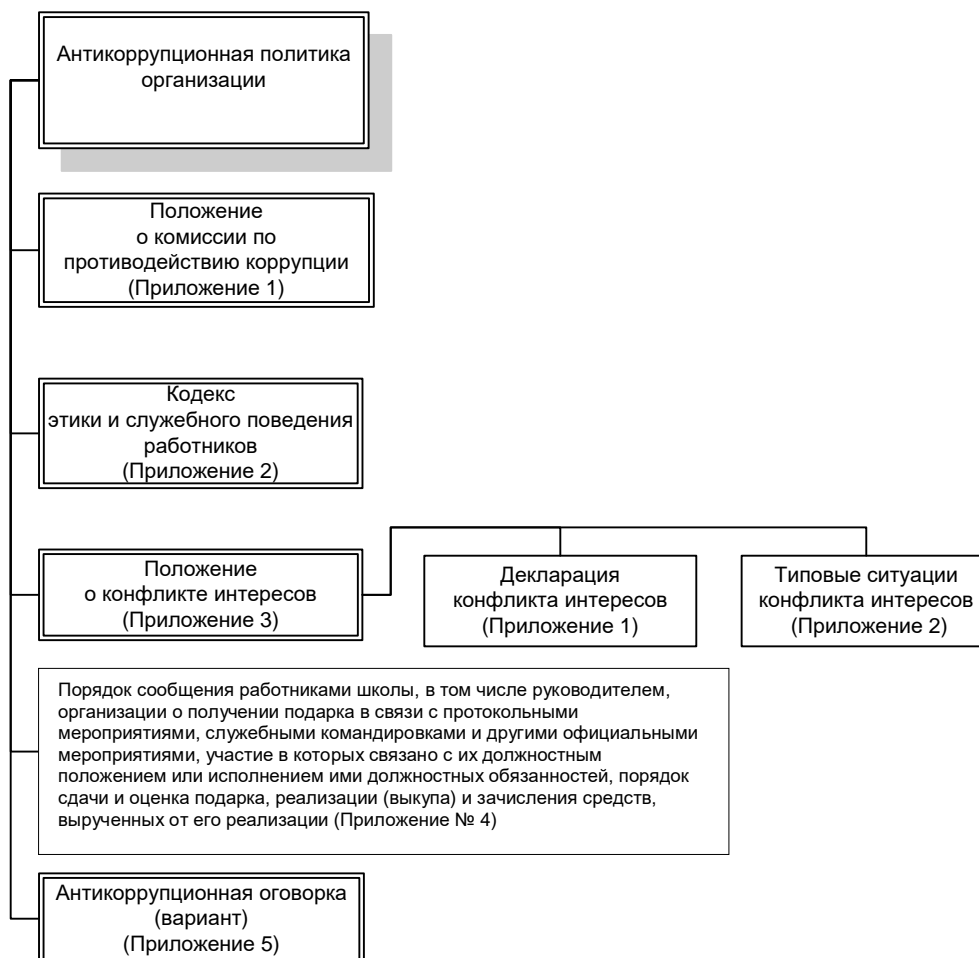 Антикоррупционная политика
организации
Положение
о комиссии по
противодействию коррупции
(Приложение 1)
Кодекс
этики и служебного поведения
работников
(Приложение 2)
Положение
о конфликте интересов
(Приложение 3)
Декларация
конфликта интересов
(Приложение 1)
Типовые ситуации
конфликта интересов
(Приложение 2)
Порядок сообщения работниками школы, в том числе руководителем,
организации о получении подарка в связи с протокольными
мероприятиями, служебными командировками и другими официальными
мероприятиями, участие в которых связано с их должностным
положением или исполнением ими должностных обязанностей, порядок
сдачи и оценка подарка, реализации (выкупа) и зачисления средств,
вырученных от его реализации (Приложение № 4)
Антикоррупционная оговорка
(вариант)
(Приложение 5)